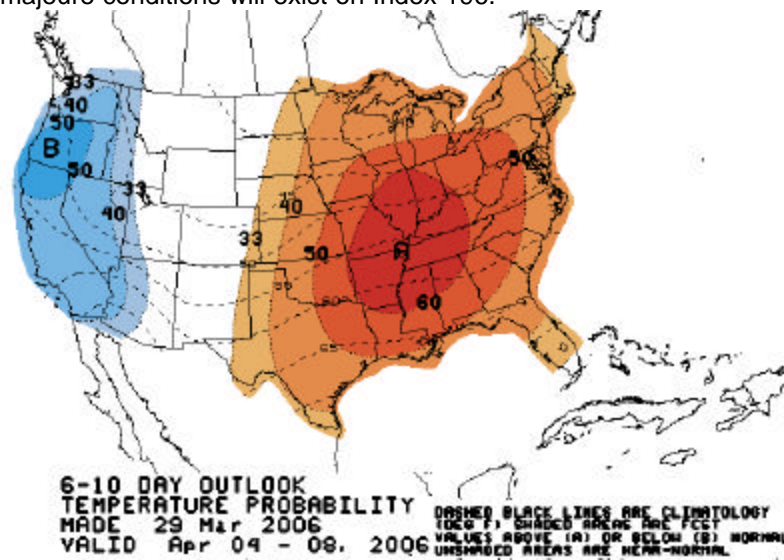 majeure conditions will exist on Index 100.
33
40
50
B
50
33
40
50
40
33
50
A
60
6-10 DAY OUTLOOK
TEMPERATURE PROBABILITY
MADE 29 Mar 2006
VALID Apr 04 - 08, 2006
DASHED BLACK LINES ARE CLIMATOLOGY
(DEG F) SHADED AREAS ARE FCST
VALUES ABOVE (A) OR BELOW (B) NORMA
UNSHADED AREAS ARE NEAR-NORMAL